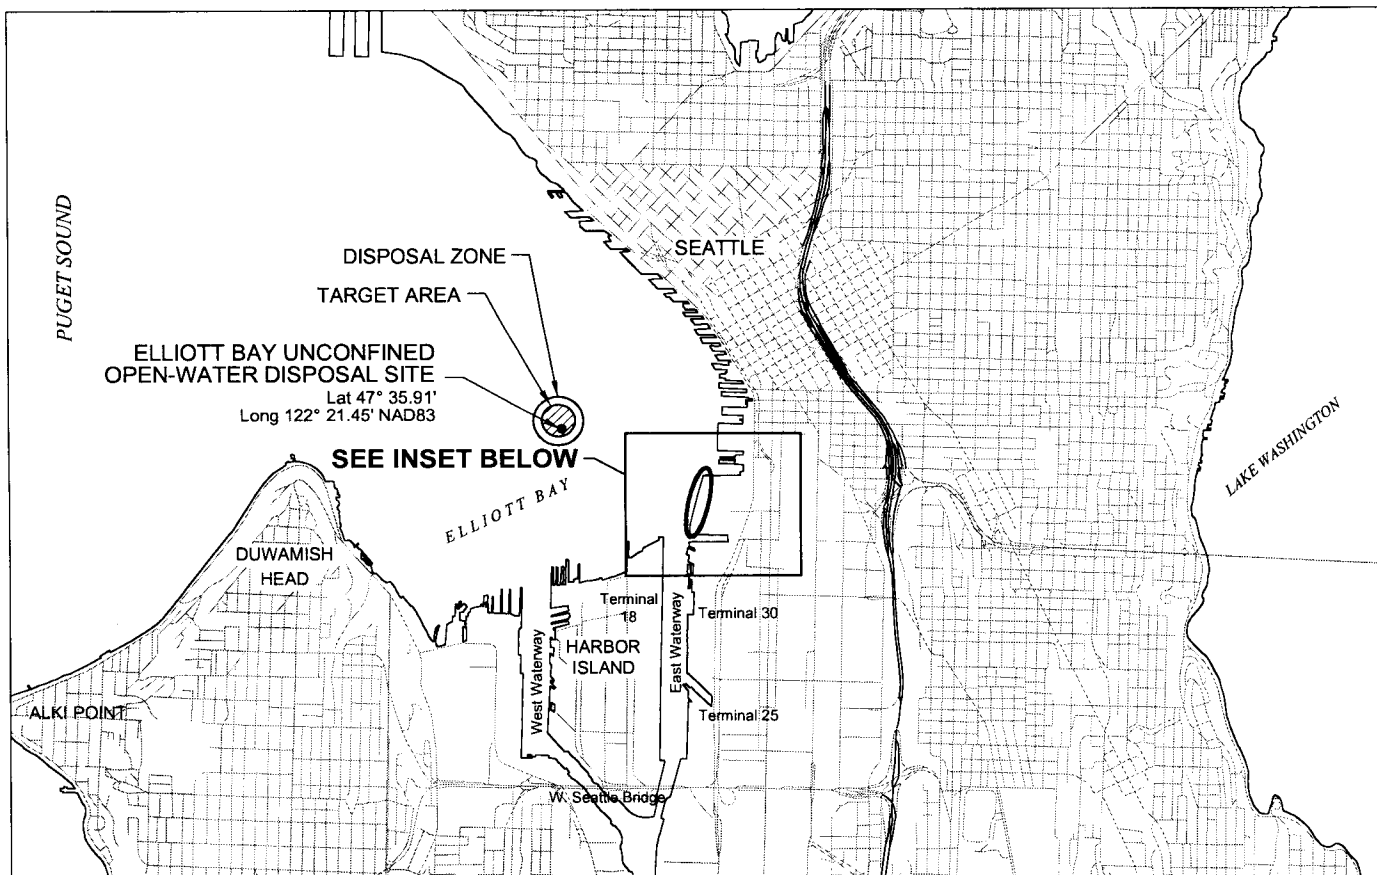 PUGET SOUND
SEATTLE
DISPOSAL ZONE
TARGET AREA
ELLIOTT BAY UNCONFINED
OPEN-WATER DISPOSAL SITE
Lat 47° 35.91'
Long 122° 21.45' NAD83
SEE INSET BELOW
ELLIOTT BAY
LAKE WASHINGTON
DUWAMISH
HEAD
Terminal
18
Terminal 30
HARBOR
ISLAND
West Waterway
East Waterway
ALKI POINT
Terminal 25
W. Seattle Bridge